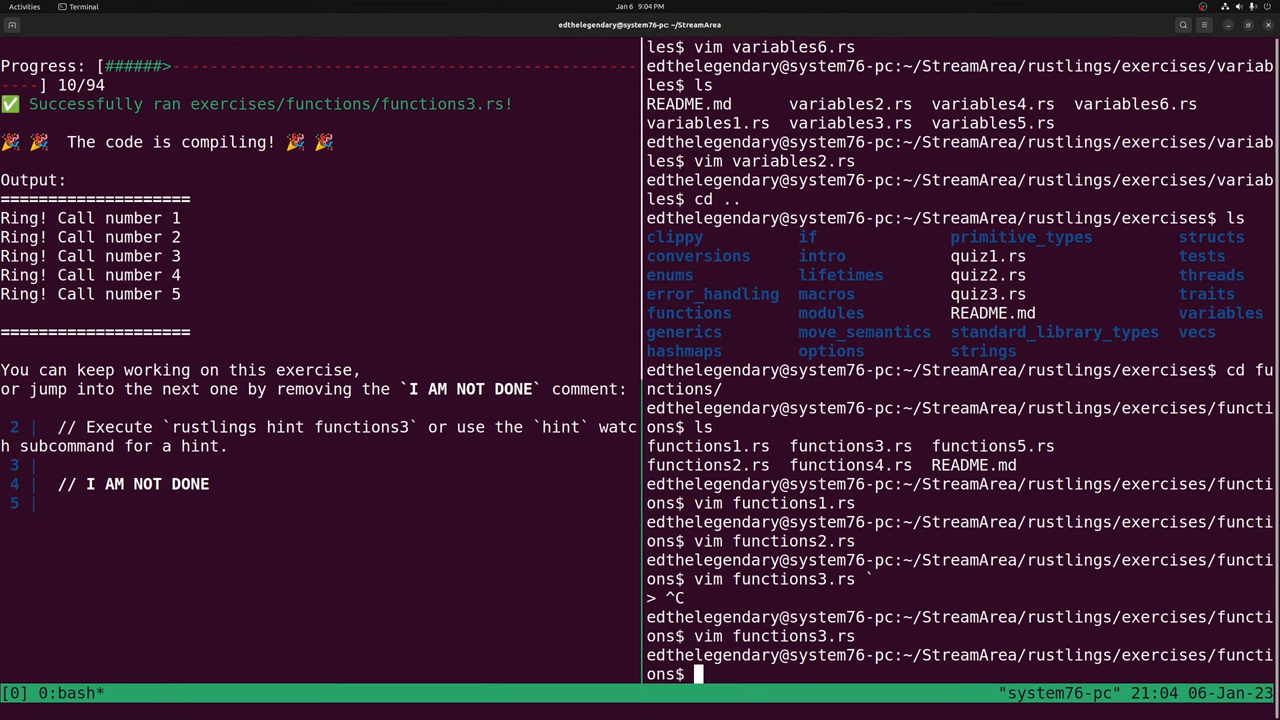 Activities
Terminal
Jan 6 9:04 PM
edthelegendary@system76-pc: ~/StreamArea
Progress: [######>------------------------------------------------
----] 10/94
✅ Successfully ran exercises/functions/functions3.rs!
🎉 🎉  The code is compiling! 🎉 🎉
Output:
====================
Ring! Call number 1
Ring! Call number 2
Ring! Call number 3
Ring! Call number 4
Ring! Call number 5
====================
You can keep working on this exercise,
or jump into the next one by removing the `I AM NOT DONE` comment:
2 |  // Execute `rustlings hint functions3` or use the `hint` watc
h subcommand for a hint.
3 |
4 |  // I AM NOT DONE
5 |
les$ vim variables6.rs
edthelegendary@system76-pc:~/StreamArea/rustlings/exercises/variab
les$ ls
README.md      variables2.rs  variables4.rs  variables6.rs
variables1.rs  variables3.rs  variables5.rs
edthelegendary@system76-pc:~/StreamArea/rustlings/exercises/variab
les$ vim variables2.rs
edthelegendary@system76-pc:~/StreamArea/rustlings/exercises/variab
les$ cd ..
edthelegendary@system76-pc:~/StreamArea/rustlings/exercises$ ls
clippy          if              primitive_types         structs
conversions     intro           quiz1.rs                tests
enums           lifetimes       quiz2.rs                threads
error_handling  macros          quiz3.rs                traits
functions       modules         README.md               variables
generics        move_semantics  standard_library_types  vecs
hashmaps        options         strings
edthelegendary@system76-pc:~/StreamArea/rustlings/exercises$ cd fu
nctions/
edthelegendary@system76-pc:~/StreamArea/rustlings/exercises/functi
ons$ ls
functions1.rs  functions3.rs  functions5.rs
functions2.rs  functions4.rs  README.md
edthelegendary@system76-pc:~/StreamArea/rustlings/exercises/functi
ons$ vim functions1.rs
edthelegendary@system76-pc:~/StreamArea/rustlings/exercises/functi
ons$ vim functions2.rs
edthelegendary@system76-pc:~/StreamArea/rustlings/exercises/functi
ons$ vim functions3.rs `
> ^C
edthelegendary@system76-pc:~/StreamArea/rustlings/exercises/functi
ons$ vim functions3.rs
edthelegendary@system76-pc:~/StreamArea/rustlings/exercises/functi
ons$
[0] 0:bash*
"system76-pc" 21:04 06-Jan-23